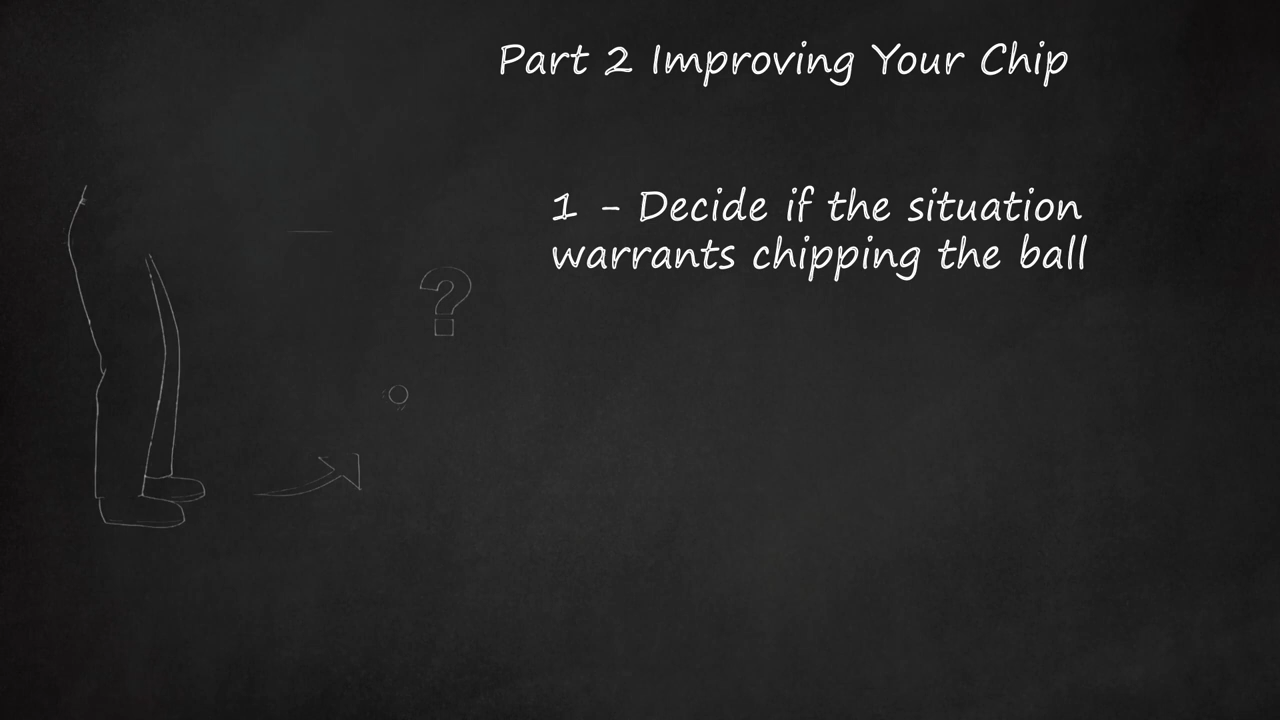 Part 2 Improving Your Chip
1 - Decide if the situation
warrants chipping the ball
?